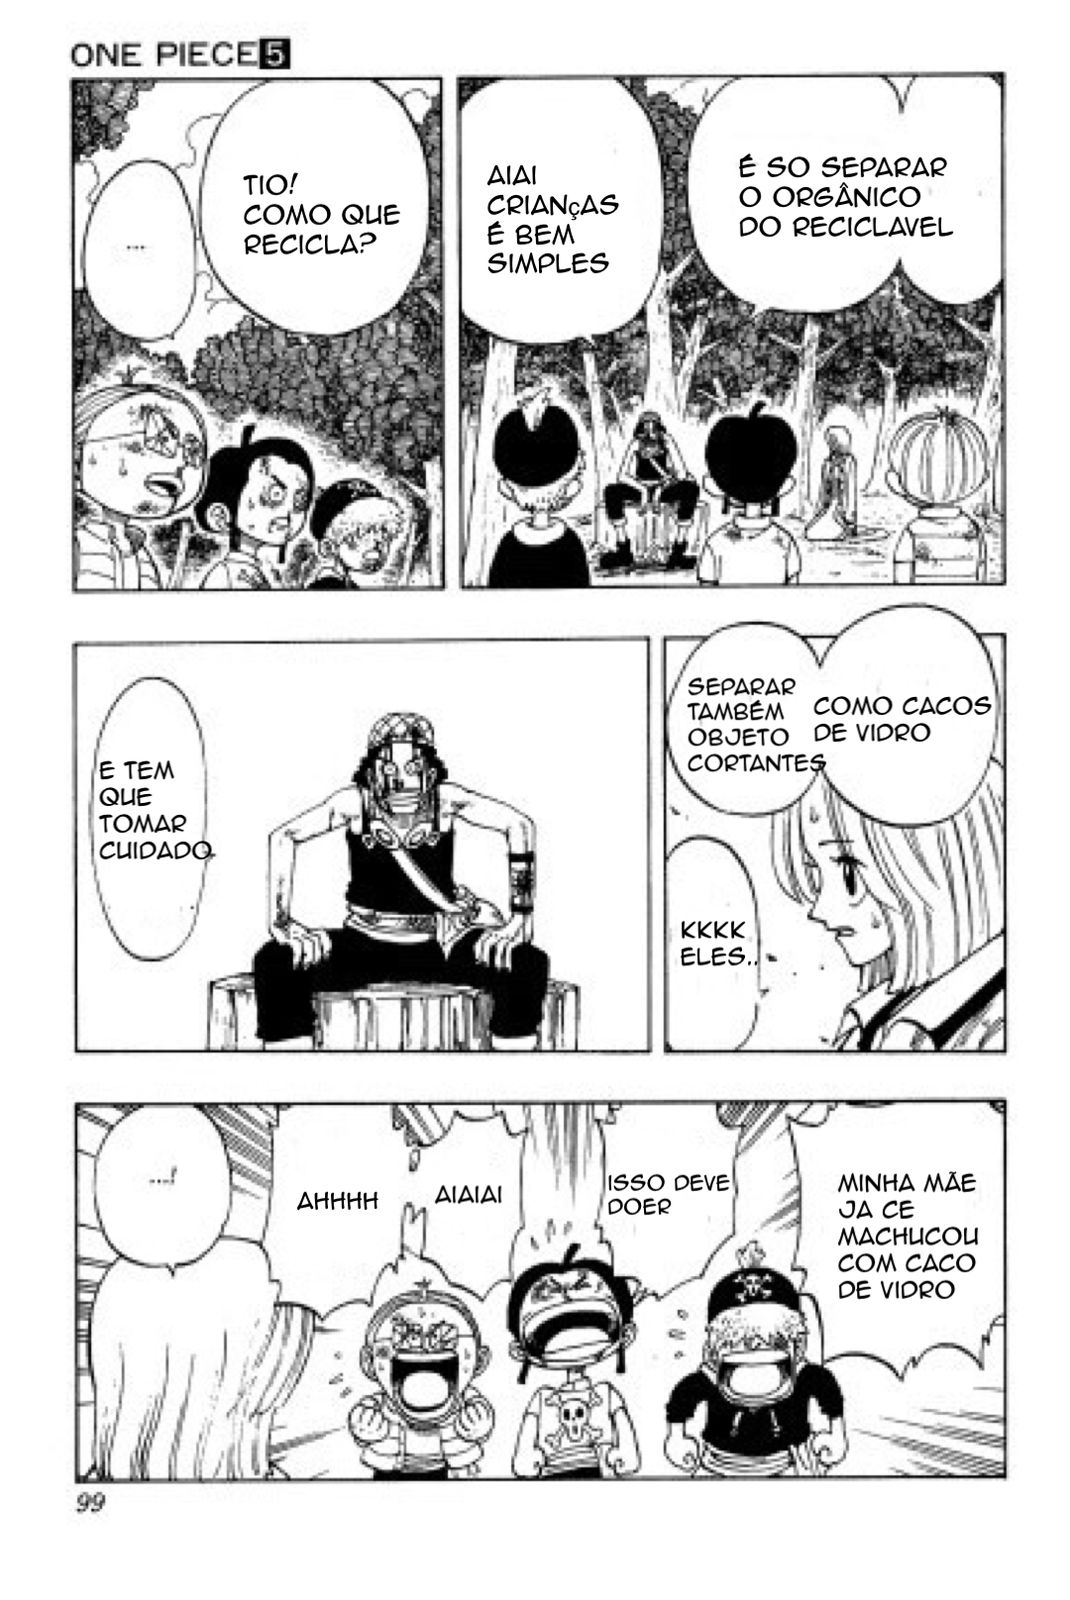 ONE PIECE 5
...
TIO!
COMO QUE
RECICLA?
AIAI
CRIANçAS
É BEM
SIMPLES
É SO SEPARAR
O ORGÂNICO
DO RECICLAVEL
E TEM
QUE
TOMAR
CUIDADO
SEPARAR
TAMBÉM
OBJETO
CORTANTES
COMO CACOS
DE VIDRO
KKKK
ELES..
...!
AHHHH
AIAIAI
ISSO DEVE
DOER
MINHA MÃE
JA CE
MACHUCOU
COM CACO
DE VIDRO
99